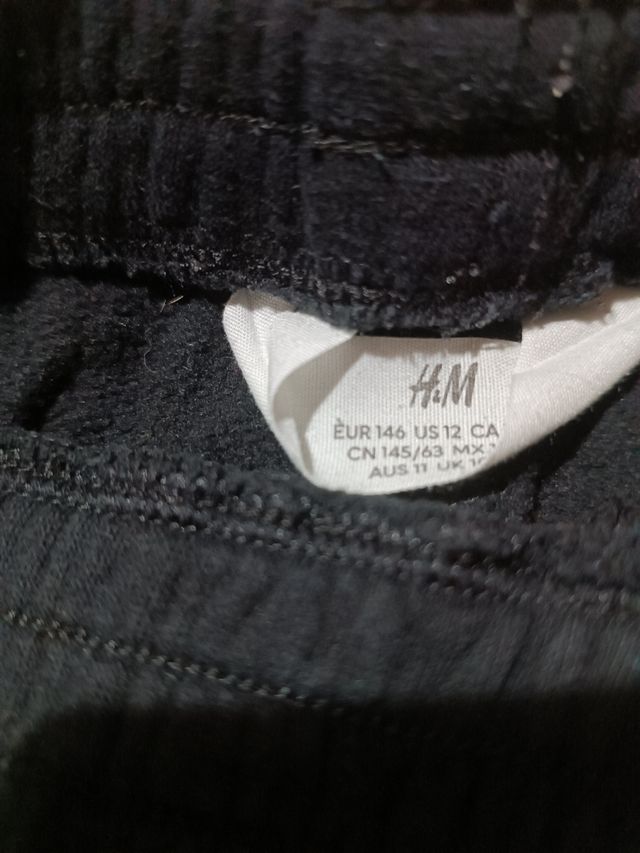 H&M
EUR 146 US 12 CA
CN 145/63 MX
AUS 11 UK